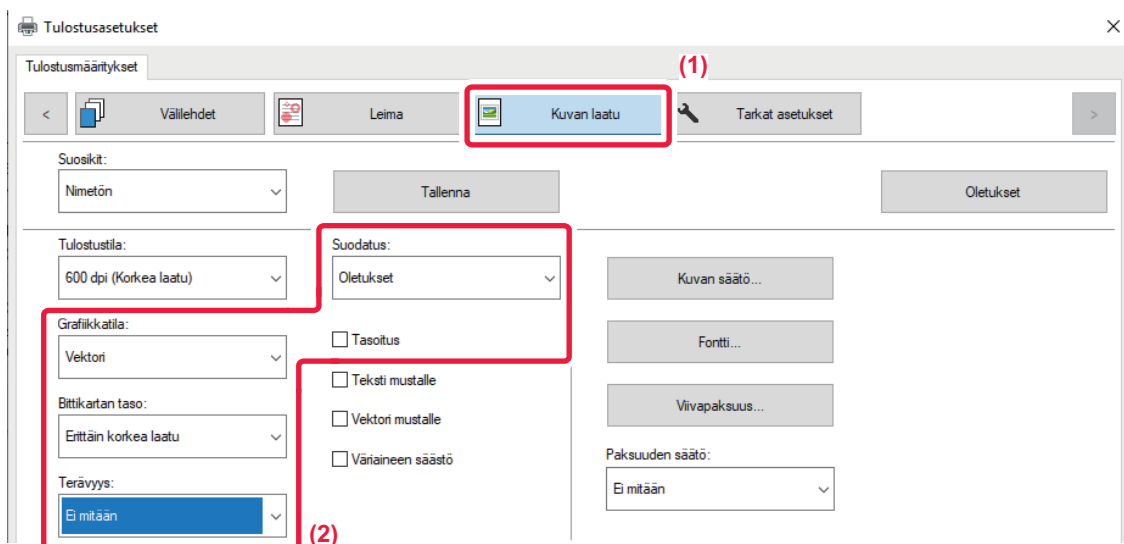 Tulostusasetukset
Tulostusmääritykset
(1)
< Välilehdet Leima Kuvan laatu Tarkat asetukset >
Suosikit:
Nimetön Tallenna Oletukset
Tulostustila: Suodatus:
600 dpi (Korkea laatu) Oletukset Kuvan säätö...
Grafiikkatila:
Vektori Tasoitus Fontti...
Teksti mustalle
Bittikartan taso:
Erittäin korkea laatu Vektori mustalle Viivapaksuus...
Väriaineen säästö Paksuuden säätö:
Terävyys:
Ei mitään Ei mitään
(2)